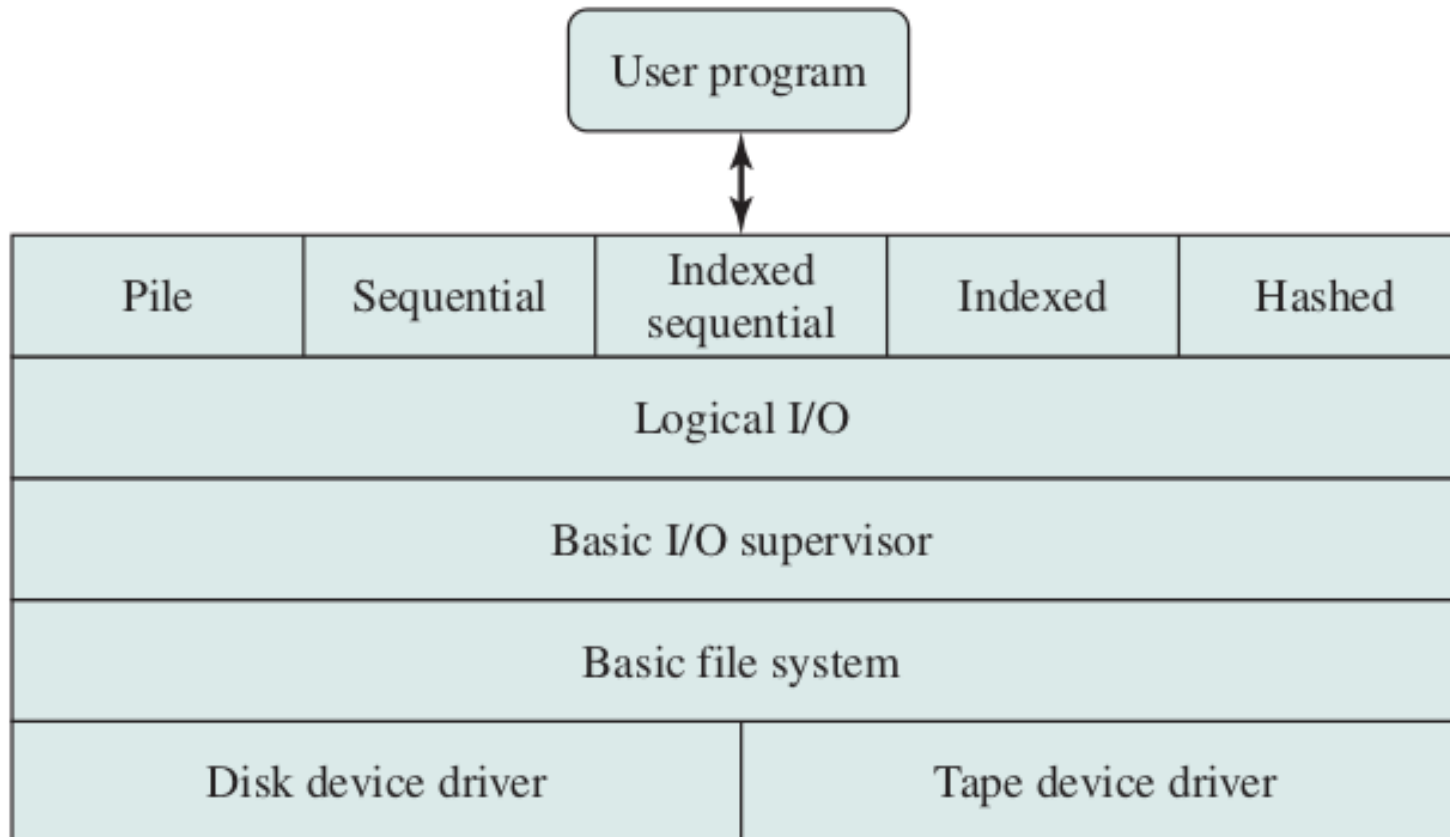 User program
Pile
Sequential
Indexed
sequential
Indexed
Hashed
Logical I/O
Basic I/O supervisor
Basic file system
Disk device driver
Tape device driver